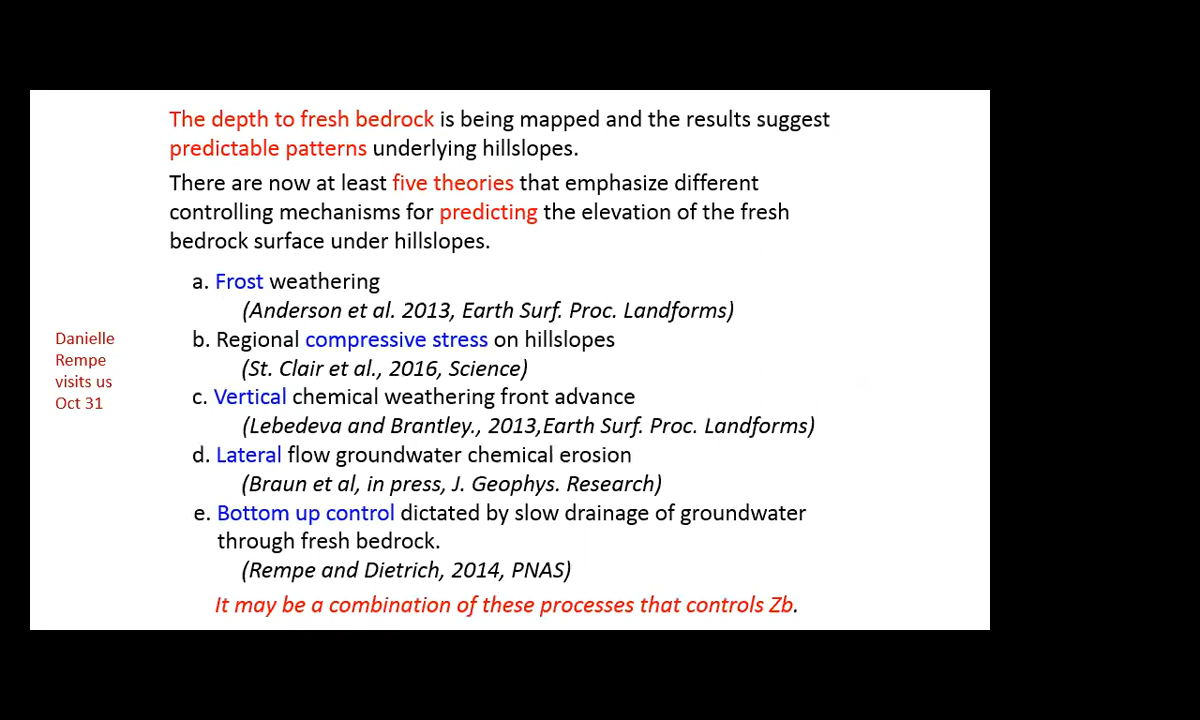 The depth to fresh bedrock is being mapped and the results suggest
predictable patterns underlying hillslopes.
There are now at least five theories that emphasize different
controlling mechanisms for predicting the elevation of the fresh
bedrock surface under hillslopes.
a. Frost weathering
(Anderson et al. 2013, Earth Surf. Proc. Landforms)
b. Regional compressive stress on hillslopes
(St. Clair et al., 2016, Science)
c. Vertical chemical weathering front advance
(Lebedeva and Brantley., 2013,Earth Surf. Proc. Landforms)
d. Lateral flow groundwater chemical erosion
(Braun et al, in press, J. Geophys. Research)
e. Bottom up control dictated by slow drainage of groundwater
through fresh bedrock.
(Rempe and Dietrich, 2014, PNAS)
It may be a combination of these processes that controls Zb.
Danielle
Rempe
visits us
Oct 31